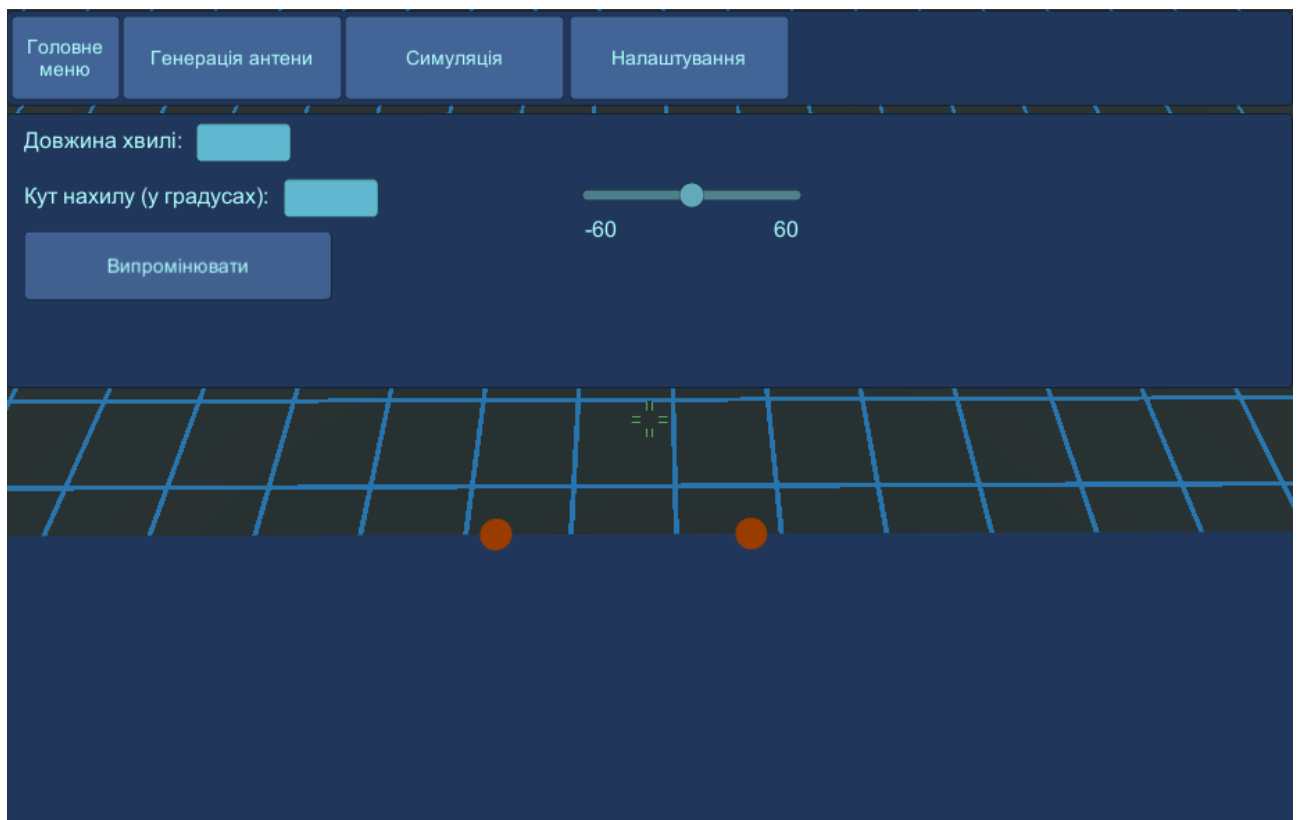 Головне
меню
Генерація антени
Симуляція
Налаштування
Довжина хвилі:
Кут нахилу (у градусах):
-60
60
Випромінювати